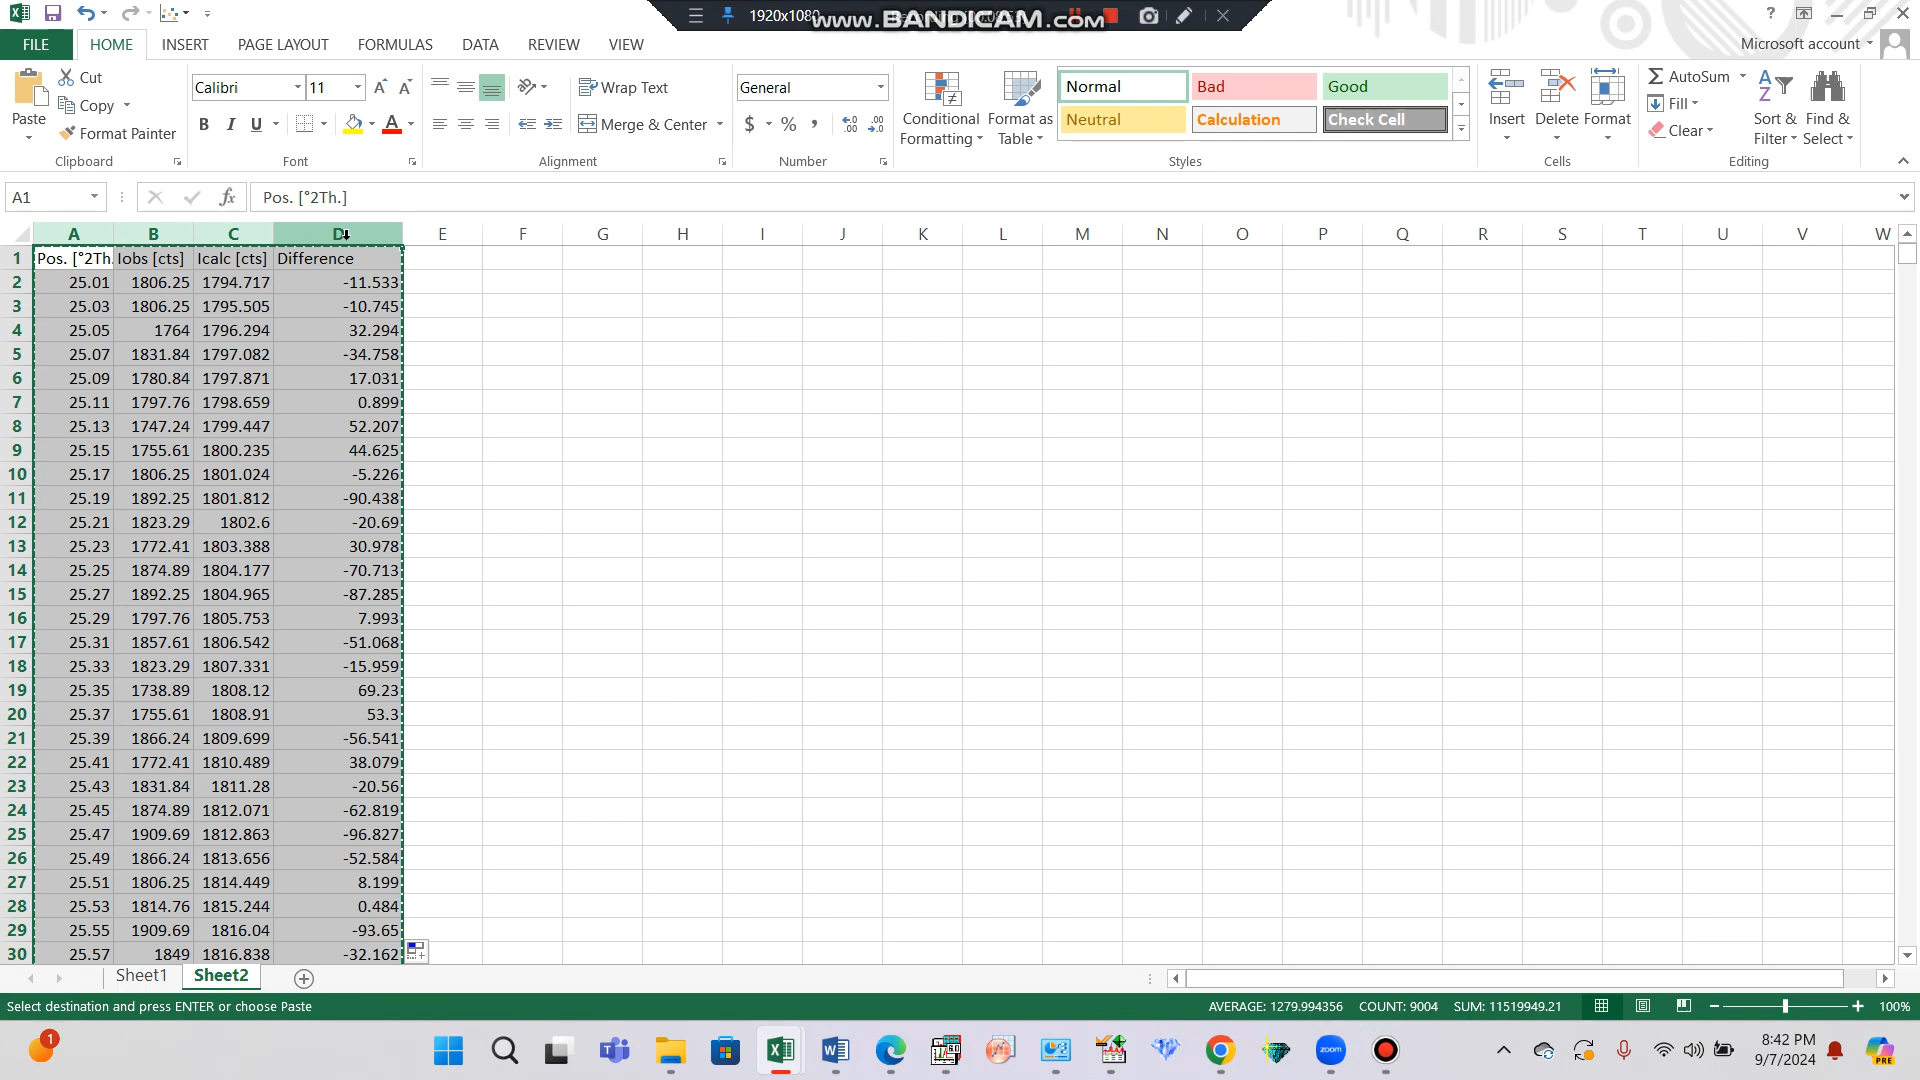 1920x1080
www.BANDICAM.com
FILE HOME INSERT PAGE LAYOUT FORMULAS DATA REVIEW VIEW Microsoft account
Paste
Cut
Copy
Format Painter
Clipboard
Calibri 11
B I U A
Font
Wrap Text
Merge & Center
Alignment
General
$ % ,
Number
Conditional Formatting
Format as Table
Normal Bad Good
Neutral Calculation Check Cell
Styles
Insert Delete Format
Cells
AutoSum
Fill
Clear
Sort & Filter
Find & Select
Editing
A1 fx Pos. [°2Th.]
A B C D E F G H I J K L M N O P Q R S T U V W
1 Pos. [°2Th. Iobs [cts] Icalc [cts] Difference
2 25.01 1806.25 1794.717 -11.533
3 25.03 1806.25 1795.505 -10.745
4 25.05 1764 1796.294 32.294
5 25.07 1831.84 1797.082 -34.758
6 25.09 1780.84 1797.871 17.031
7 25.11 1797.76 1798.659 0.899
8 25.13 1747.24 1799.447 52.207
9 25.15 1755.61 1800.235 44.625
10 25.17 1806.25 1801.024 -5.226
11 25.19 1892.25 1801.812 -90.438
12 25.21 1823.29 1802.6 -20.69
13 25.23 1772.41 1803.388 30.978
14 25.25 1874.89 1804.177 -70.713
15 25.27 1892.25 1804.965 -87.285
16 25.29 1797.76 1805.753 7.993
17 25.31 1857.61 1806.542 -51.068
18 25.33 1823.29 1807.331 -15.959
19 25.35 1738.89 1808.12 69.23
20 25.37 1755.61 1808.91 53.3
21 25.39 1866.24 1809.699 -56.541
22 25.41 1772.41 1810.489 38.079
23 25.43 1831.84 1811.28 -20.56
24 25.45 1874.89 1812.071 -62.819
25 25.47 1909.69 1812.863 -96.827
26 25.49 1866.24 1813.656 -52.584
27 25.51 1806.25 1814.449 8.199
28 25.53 1814.76 1815.244 0.484
29 25.55 1909.69 1816.04 -93.65
30 25.57 1849 1816.838 -32.162
Sheet1 Sheet2
Select destination and press ENTER or choose Paste AVERAGE: 1279.994356 COUNT: 9004 SUM: 11519949.21 100%
1
zoom
PRE
8:42 PM
9/7/2024